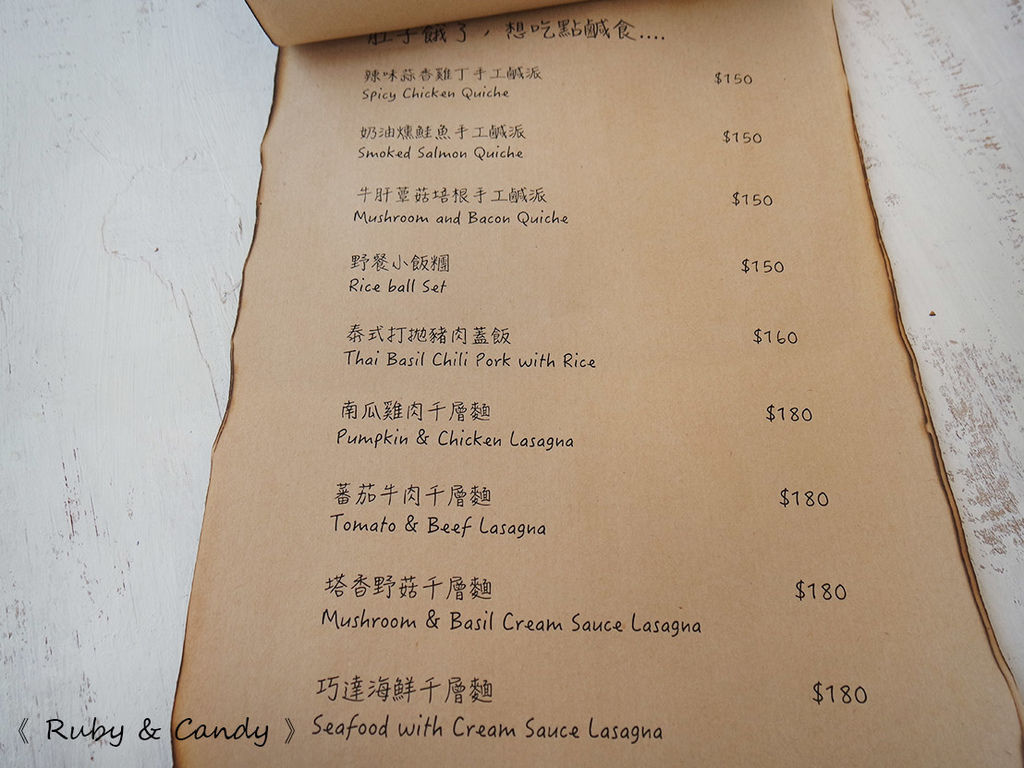 肚子餓了，想吃點鹹食....
辣味蒜香雞丁手工鹹派 $150
Spicy Chicken Quiche
奶油燻鮭魚手工鹹派 $150
Smoked Salmon Quiche
牛肝蕈菇培根手工鹹派 $150
Mushroom and Bacon Quiche
野餐小飯糰 $150
Rice ball Set
泰式打拋豬肉蓋飯 $160
Thai Basil Chili Pork with Rice
南瓜雞肉千層麵 $180
Pumpkin & Chicken Lasagna
蕃茄牛肉千層麵 $180
Tomato & Beef Lasagna
塔香野菇千層麵 $180
Mushroom & Basil Cream Sauce Lasagna
巧達海鮮千層麵 $180
Seafood with Cream Sauce Lasagna
《 Ruby & Candy 》